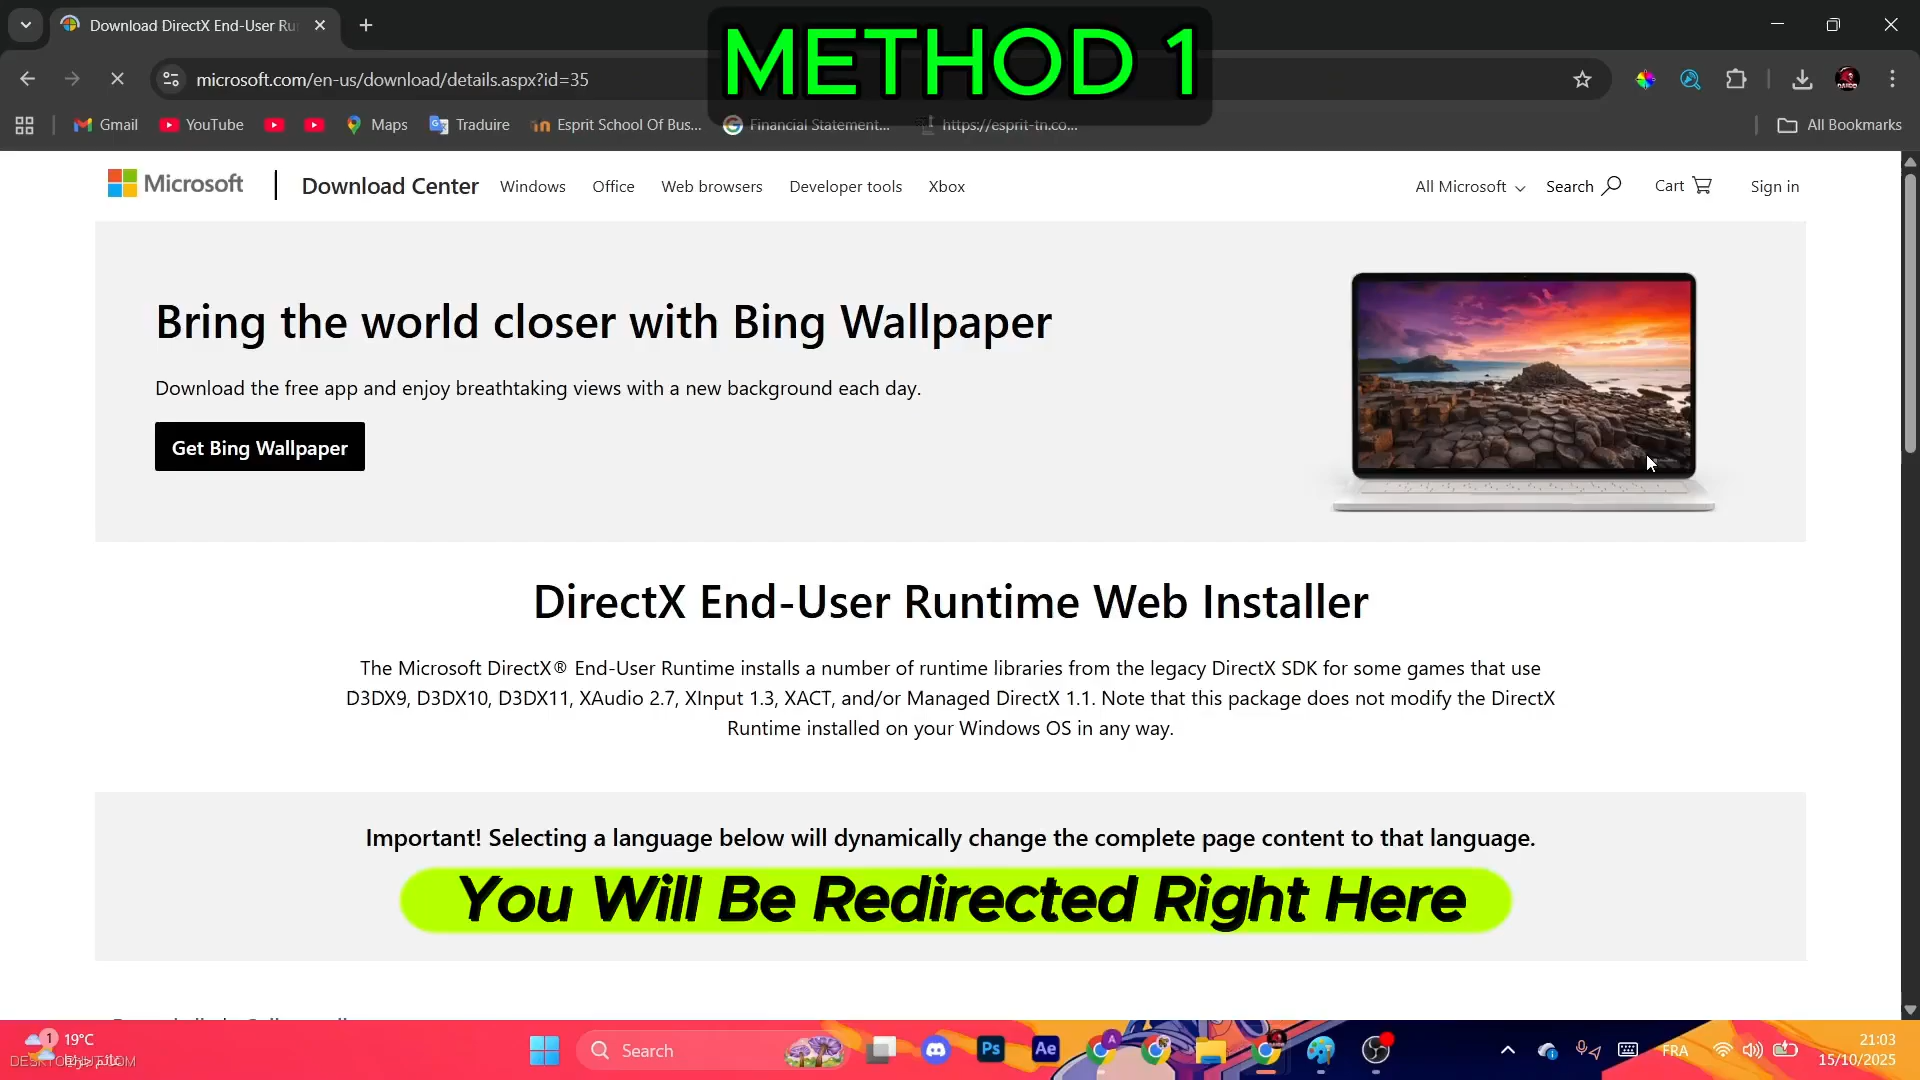 Download DirectX End-User Ru
METHOD 1
microsoft.com/en-us/download/details.aspx?id=35
Gmail
YouTube
Maps
Traduire
Esprit School Of Bus...
Financial Statement...
https://esprit-tn.co...
All Bookmarks
Microsoft
Download Center
Windows
Office
Web browsers
Developer tools
Xbox
All Microsoft
Search
Cart
Sign in
Bring the world closer with Bing Wallpaper
Download the free app and enjoy breathtaking views with a new background each day.
Get Bing Wallpaper
DirectX End-User Runtime Web Installer
The Microsoft DirectX® End-User Runtime installs a number of runtime libraries from the legacy DirectX SDK for some games that use
D3DX9, D3DX10, D3DX11, XAudio 2.7, XInput 1.3, XACT, and/or Managed DirectX 1.1. Note that this package does not modify the DirectX
Runtime installed on your Windows OS in any way.
Important! Selecting a language below will dynamically change the complete page content to that language.
You Will Be Redirected Right Here
1
19°C
Search
Ps
Ae
A
FRA
21:03
15/10/2025